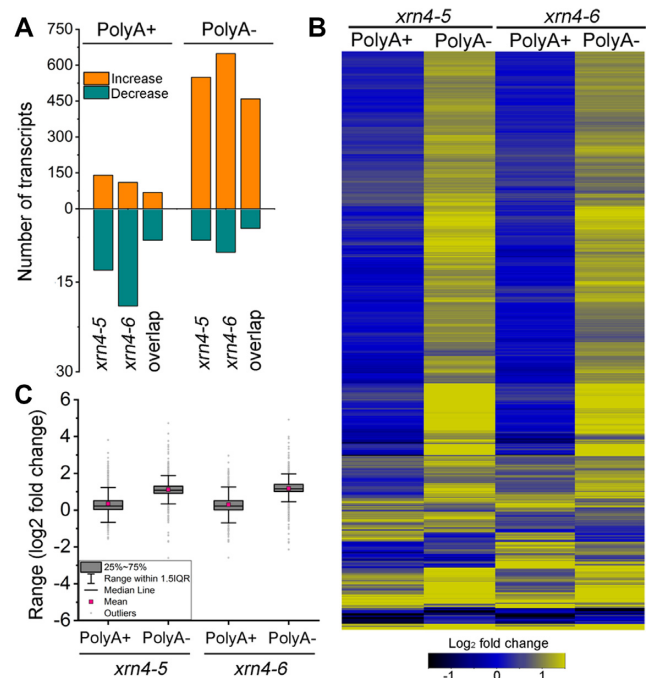 A
PolyA+ PolyA-
750
600
450
300
150
0
15
30
Number of transcripts
Increase
Decrease
xrn4-5 xrn4-6 overlap xrn4-5 xrn4-6 overlap
B
xrn4-5 xrn4-6
PolyA+ PolyA- PolyA+ PolyA-
Log2 fold change
-1 0 1
C
6
4
2
0
-2
-4
-6
Range (log2 fold change)
25%~75%
Range within 1.5IQR
Median Line
Mean
Outliers
PolyA+ PolyA- PolyA+ PolyA-
xrn4-5 xrn4-6